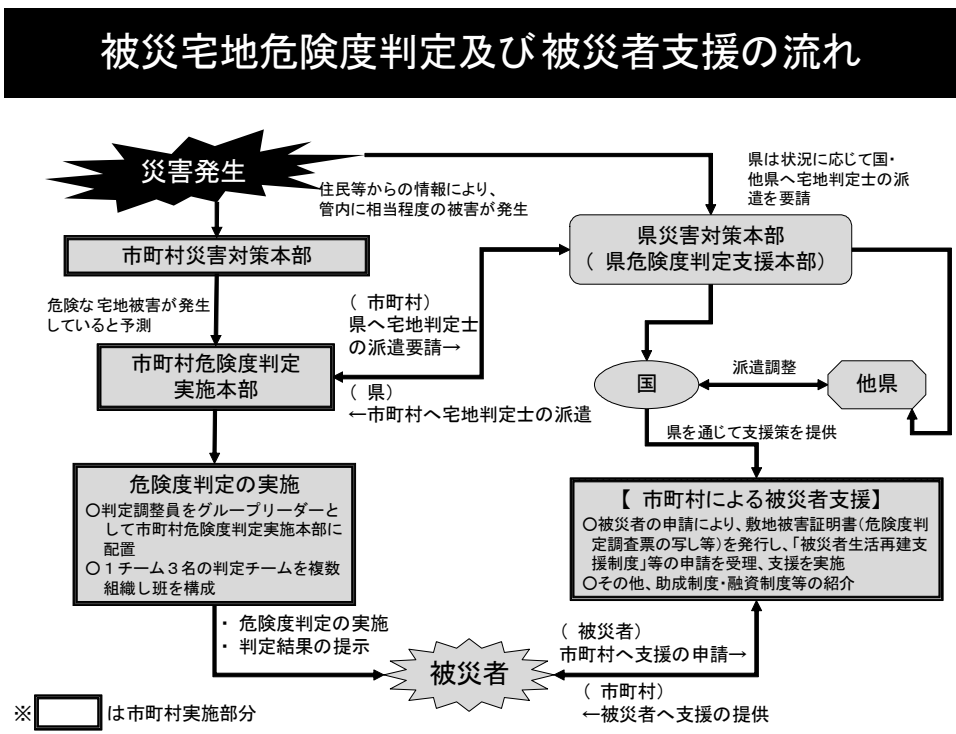 被災宅地危険度判定及び被災者支援の流れ
災害発生
住民等からの情報により、
管内に相当程度の被害が発生
県は状況に応じて国・
他県へ宅地判定士の派
遣を要請
市町村災害対策本部
県災害対策本部
( 県危険度判定支援本部)
危険な宅地被害が発生
していると予測
( 市町村)
県へ宅地判定士
の派遣要請→
市町村危険度判定
実施本部
( 県)
←市町村へ宅地判定士の派遣
国
派遣調整
他県
県を通じて支援策を提供
危険度判定の実施
○判定調整員をグループリーダーと
して市町村危険度判定実施本部に
配置
○1チーム3名の判定チームを複数
組織し班を構成
【 市町村による被災者支援】
○被災者の申請により、敷地被害証明書(危険度判
定調査票の写し等)を発行し、「被災者生活再建支
援制度」等の申請を受理、支援を実施
○その他、助成制度・融資制度等の紹介
・ 危険度判定の実施
・ 判定結果の提示
被災者
( 被災者)
市町村へ支援の申請→
( 市町村)
←被災者へ支援の提供
※ は市町村実施部分